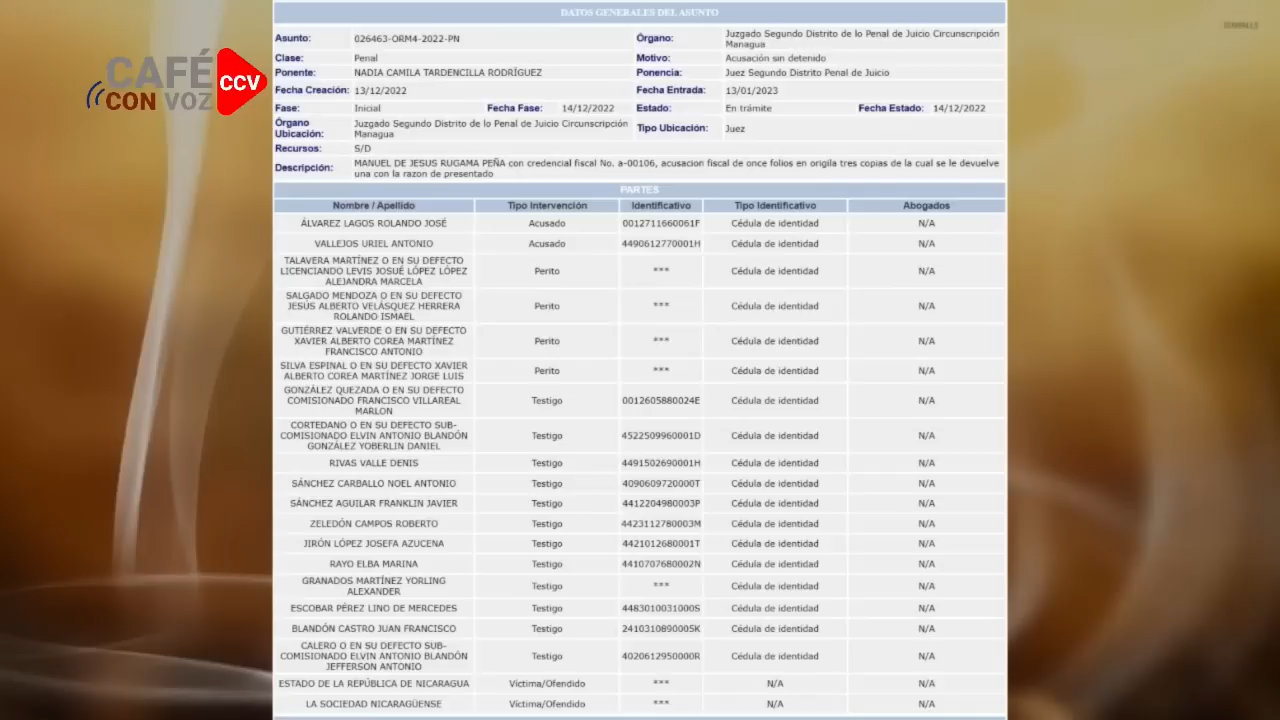 DATOS GENERALES DEL ASUNTO
CAFÉ
CON VOZ
CCV
Asunto: 026463-ORM4-2022-PN Órgano: Juzgado Segundo Distrito de lo Penal de Juicio Circunscripción
Managua
Clase: Penal Motivo: Acusación sin detenido
Ponente: NADIA CAMILA TARDENCILLA RODRÍGUEZ Ponencia: Juez Segundo Distrito Penal de Juicio
Fecha Creación: 13/12/2022 Fecha Entrada: 13/01/2023
Fase: Inicial Fecha Fase: 14/12/2022 Estado: En trámite Fecha Estado: 14/12/2022
Órgano
Ubicación: Juzgado Segundo Distrito de lo Penal de Juicio Circunscripción
Managua Tipo Ubicación: Juez
Recursos: S/D
Descripción: MANUEL DE JESUS RUGAMA PEÑA con credencial fiscal No. a-00106, acusacion fiscal de once folios en origila tres copias de la cual se le devuelve
una con la razon de presentado
PARTES
Nombre / Apellido Tipo Intervención Identificativo Tipo Identificativo Abogados
ÁLVAREZ LAGOS ROLANDO JOSÉ Acusado 0012711660061F Cédula de identidad N/A
VALLEJOS URIEL ANTONIO Acusado 4490612770001H Cédula de identidad N/A
TALAVERA MARTÍNEZ O EN SU DEFECTO
LICENCIANDO LEVIS JOSUÉ LÓPEZ LÓPEZ
ALEJANDRA MARCELA Perito *** Cédula de identidad N/A
SALGADO MENDOZA O EN SU DEFECTO
JESÚS ALBERTO VELÁSQUEZ HERRERA
ROLANDO ISMAEL Perito *** Cédula de identidad N/A
GUTIÉRREZ VALVERDE O EN SU DEFECTO
XAVIER ALBERTO COREA MARTÍNEZ
FRANCISCO ANTONIO Perito *** Cédula de identidad N/A
SILVA ESPINAL O EN SU DEFECTO XAVIER
ALBERTO COREA MARTÍNEZ JORGE LUIS Perito *** Cédula de identidad N/A
GONZÁLEZ QUEZADA O EN SU DEFECTO
COMISIONADO FRANCISCO VILLAREAL
MARLON Testigo 0012605880024E Cédula de identidad N/A
CORTEDANO O EN SU DEFECTO SUB-
COMISIONADO ELVIN ANTONIO BLANDÓN
GONZÁLEZ YOBERLIN DANIEL Testigo 4522509960001D Cédula de identidad N/A
RIVAS VALLE DENIS Testigo 4491502690001H Cédula de identidad N/A
SÁNCHEZ CARBALLO NOEL ANTONIO Testigo 4090609720000T Cédula de identidad N/A
SÁNCHEZ AGUILAR FRANKLIN JAVIER Testigo 4412204980003P Cédula de identidad N/A
ZELEDÓN CAMPOS ROBERTO Testigo 4423112780003M Cédula de identidad N/A
JIRÓN LÓPEZ JOSEFA AZUCENA Testigo 4421012680001T Cédula de identidad N/A
RAYO ELBA MARINA Testigo 4410707680002N Cédula de identidad N/A
GRANADOS MARTÍNEZ YORLING
ALEXANDER Testigo *** Cédula de identidad N/A
ESCOBAR PÉREZ LINO DE MERCEDES Testigo 4483010031000S Cédula de identidad N/A
BLANDÓN CASTRO JUAN FRANCISCO Testigo 2410310890005K Cédula de identidad N/A
CALERO O EN SU DEFECTO SUB-
COMISIONADO ELVIN ANTONIO BLANDÓN
JEFFERSON ANTONIO Testigo 4020612950000R Cédula de identidad N/A
ESTADO DE LA REPÚBLICA DE NICARAGUA Víctima/Ofendido *** N/A N/A
LA SOCIEDAD NICARAGÜENSE Víctima/Ofendido *** N/A N/A